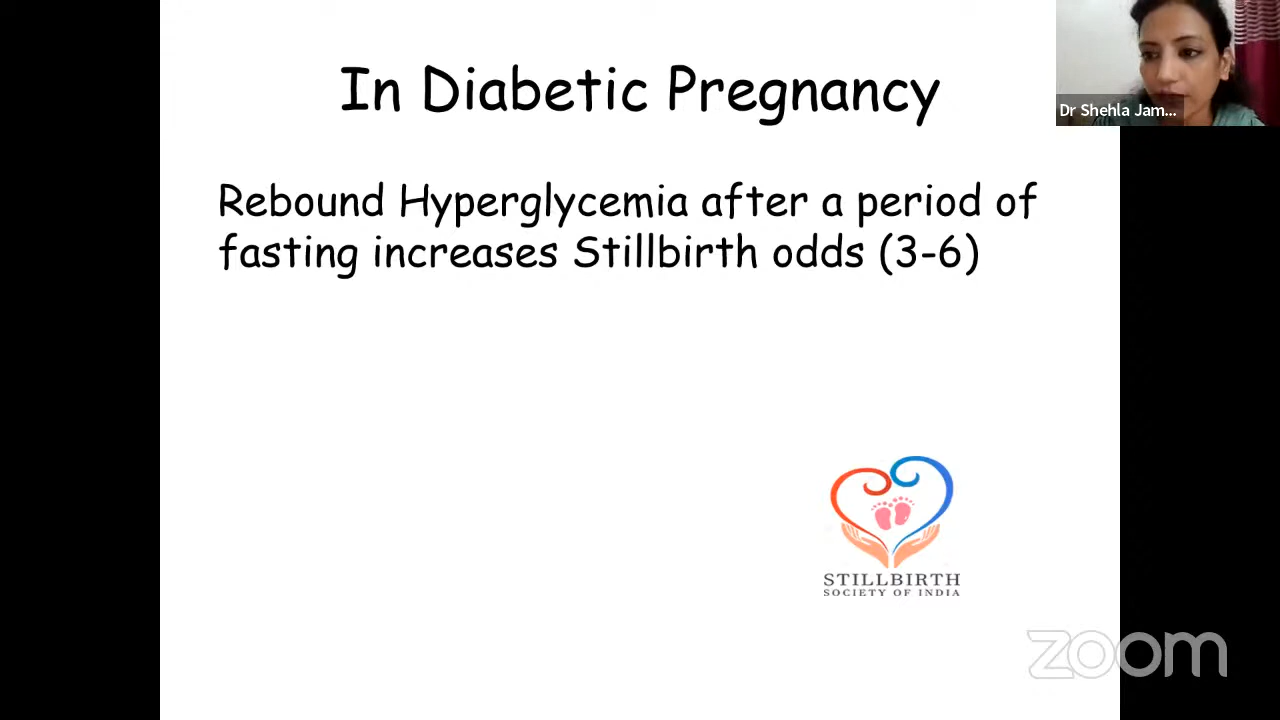 In Diabetic Pregnancy
Dr Shehla Jam...
Rebound Hyperglycemia after a period of
fasting increases Stillbirth odds (3-6)
STILLBIRTH
SOCIETY OF INDIA
zoom